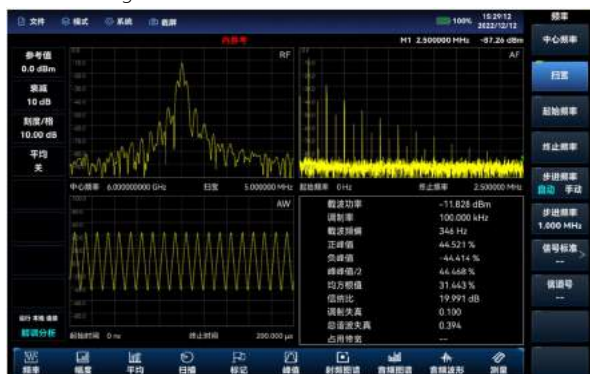 文件 模式 系统 截屏 100% 15:29:12 2022/12/12
频率
内参考 M1 2.500000 MHz -87.26 dBm
参考值
0.0 dBm
衰减
10 dB
刻度/格
10.00 dB
平均
关
RF
中心频率 6.000000000 GHz 扫宽 5.000000 MHz
AF
起始频率 0 Hz 终止频率 2.500000 MHz
AW
起始时间 0 ns 终止时间 200.000 μs
载波功率 -11.828 dBm
调制率 100.000 kHz
载波频偏 346 Hz
正峰值 44.521 %
负峰值 -44.414 %
峰峰值/2 44.468 %
均方根值 31.443 %
信纳比 19.991 dB
调制失真 0.100
总谐波失真 0.394
占用带宽 --
解调分析
中心频率
扫宽
起始频率
终止频率
步进频率
自动 手动
步进频率
1.000 MHz
信号标准
--
信道号
--
频率 幅度 平均 扫描 标记 峰值 射频图谱 音频图谱 音频波形 测量